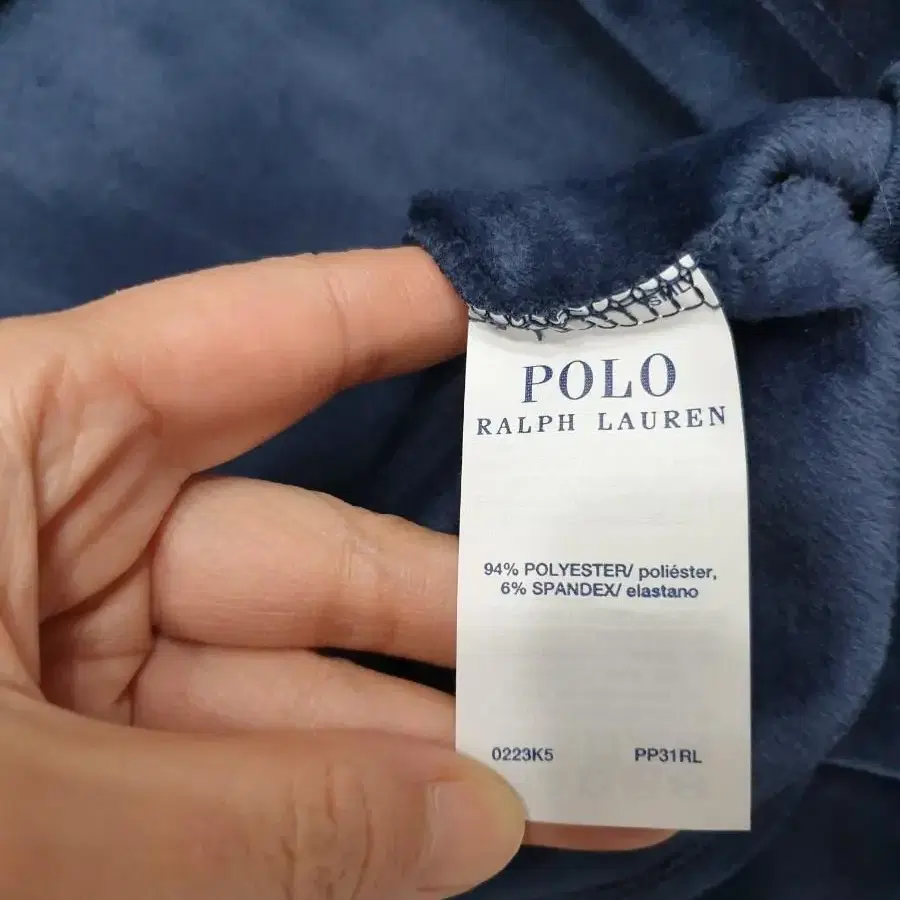 POLO
RALPH LAUREN
94% POLYESTER/ poliéster,
6% SPANDEX/ elastano
0223K5 PP31RL